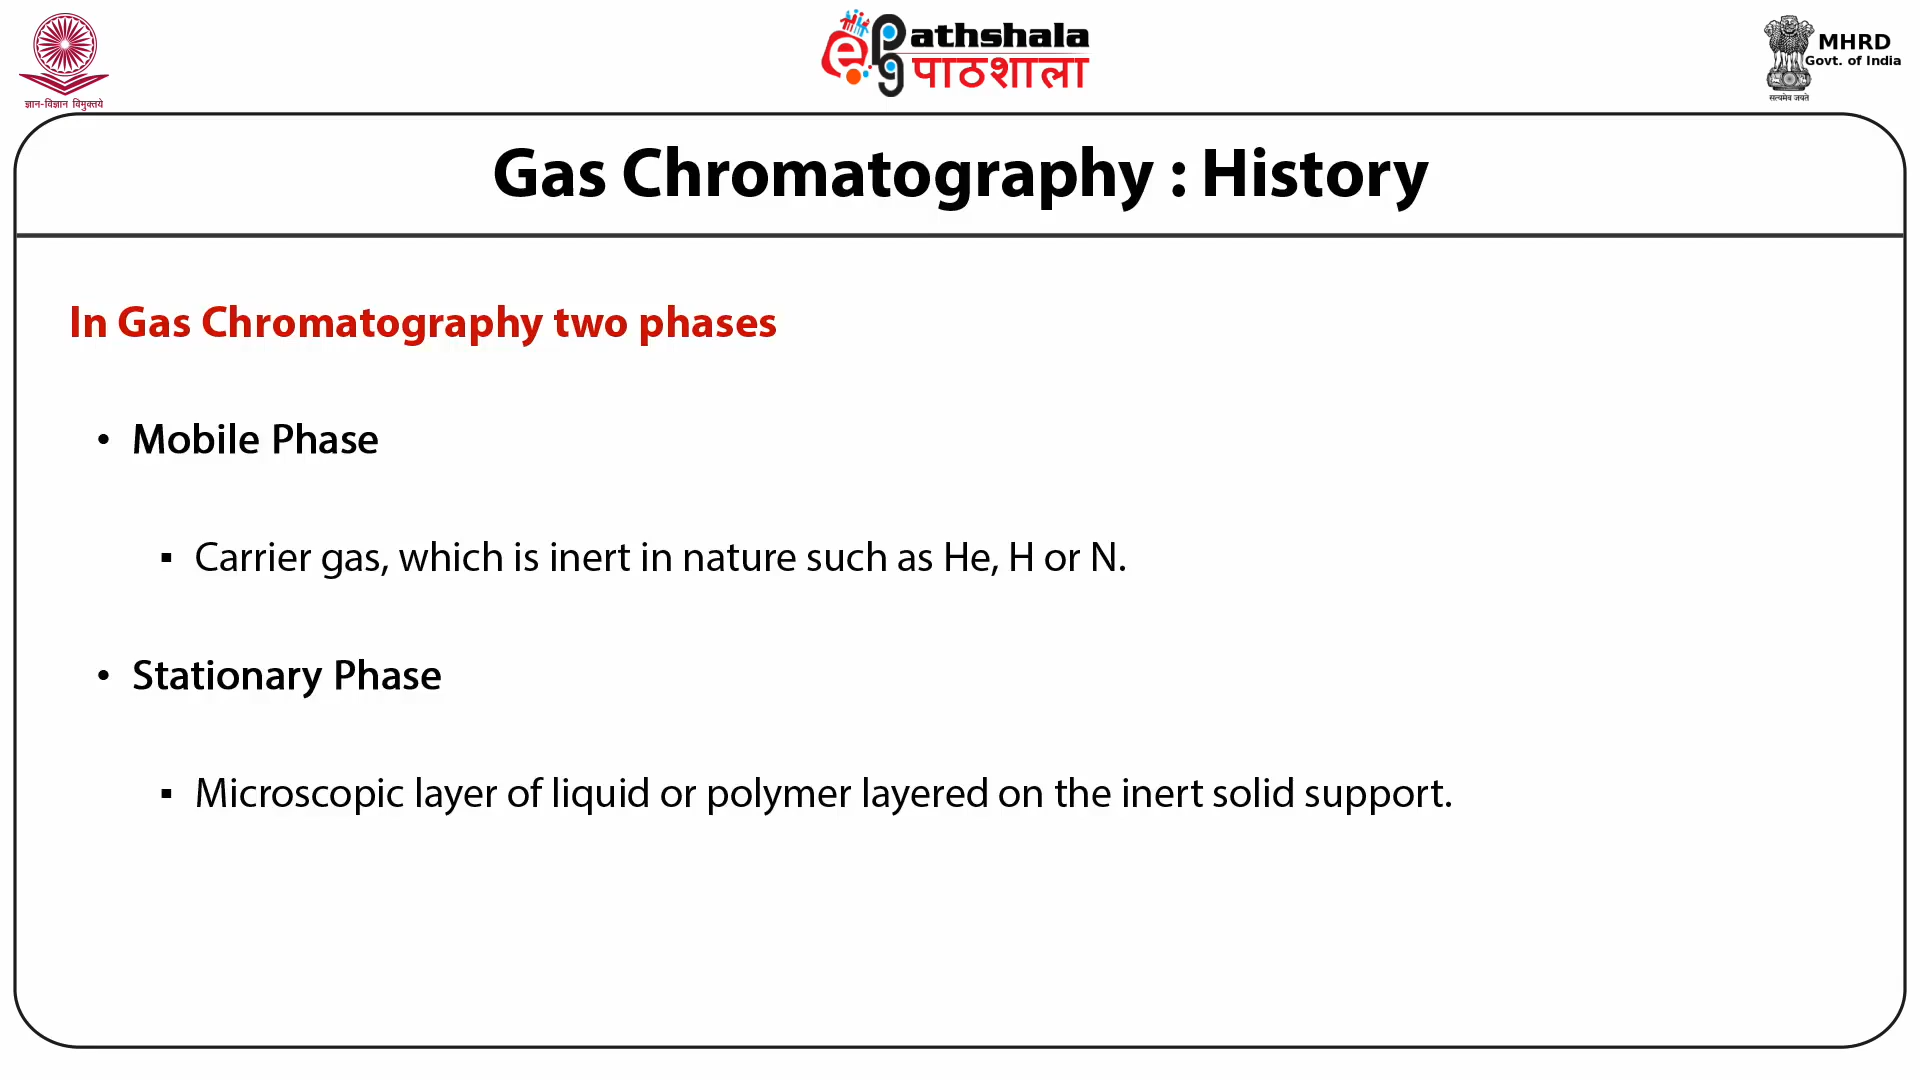 ज्ञान-विज्ञान विमुक्तये
e Pg athshala
पाठशाला
MHRD
Govt. of India
सत्यमेव जयते
Gas Chromatography : History
In Gas Chromatography two phases
• Mobile Phase
▪ Carrier gas, which is inert in nature such as He, H or N.
• Stationary Phase
▪ Microscopic layer of liquid or polymer layered on the inert solid support.